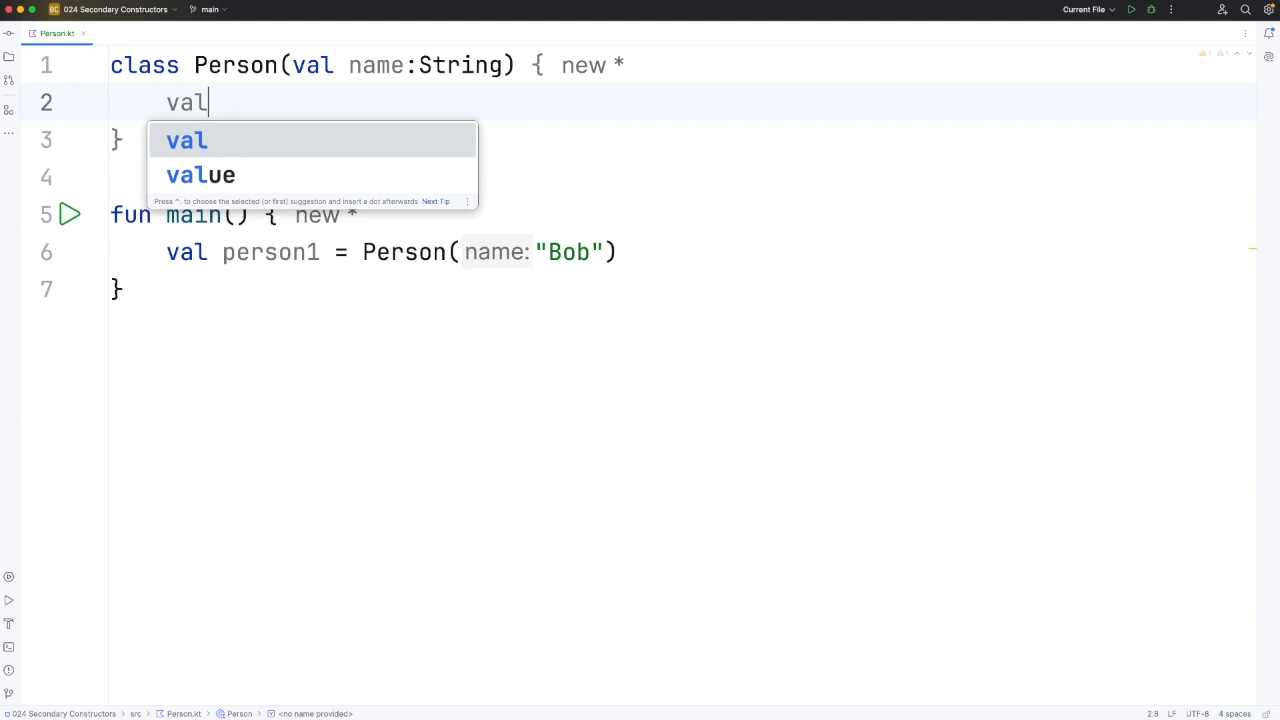 024 Secondary Constructors main Current File
Person.kt
1 class Person(val name:String) { new *
2 val
3 }
val
value
Press ^. to choose the selected (or first) suggestion and insert a dot afterwards Next Tip
4
5 fun main() { new *
6 val person1 = Person( name: "Bob")
7 }
024 Secondary Constructors > src > Person.kt > Person > <no name provided> 2:8 LF UTF-8 4 spaces